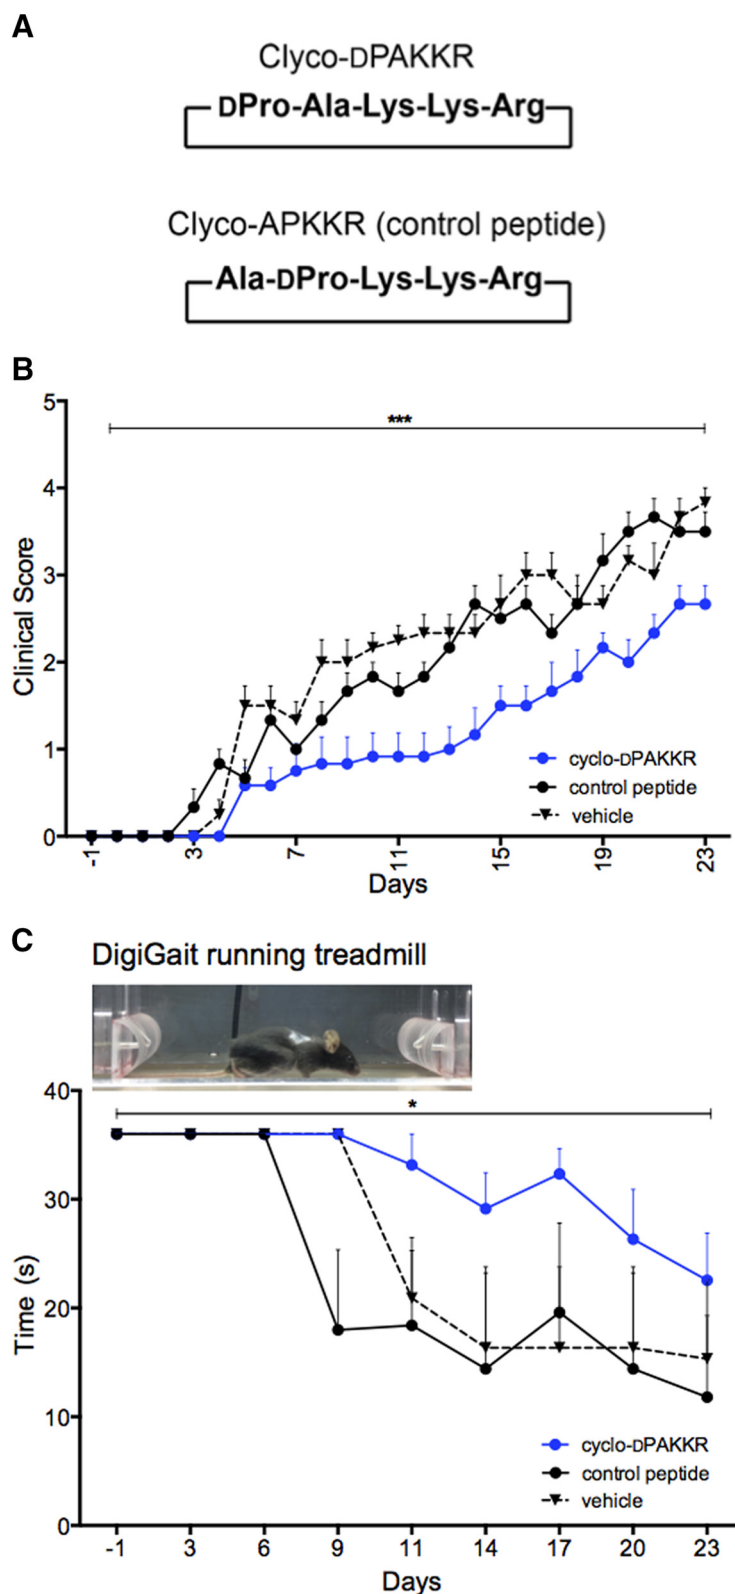 A
Clyco-DPAKKR
DPro-Ala-Lys-Lys-Arg
Clyco-APKKR (control peptide)
Ala-DPro-Lys-Lys-Arg
B
***
5
4
3
2
1
0
Clinical Score
cyclo-DPAKKR
control peptide
vehicle
-1 3 7 11 15 19 23
Days
C
DigiGait running treadmill
*
40
30
20
10
0
Time (s)
cyclo-DPAKKR
control peptide
vehicle
-1 3 6 9 11 14 17 20 23
Days